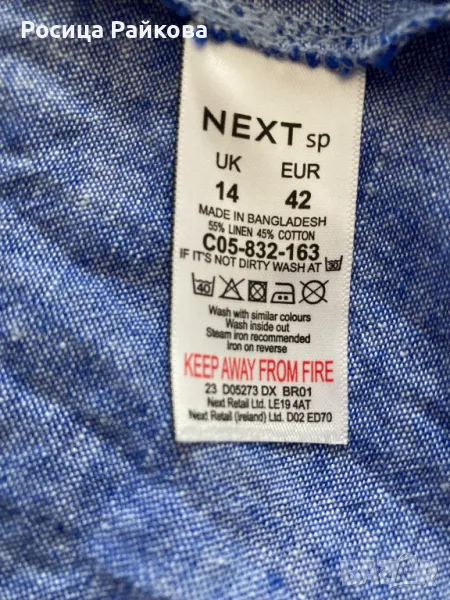 Росица Райкова
NEXT sp
UK EUR
14 42
MADE IN BANGLADESH
55% LINEN 45% COTTON
C05-832-163
IF IT'S NOT DIRTY WASH AT 30
40
Wash with similar colours
Wash inside out
Steam iron recommended
Iron on reverse
KEEP AWAY FROM FIRE
23 D05273 DX BR01
Next Retail Ltd. LE19 4AT
Next Retail (Ireland) Ltd. D02 ED70